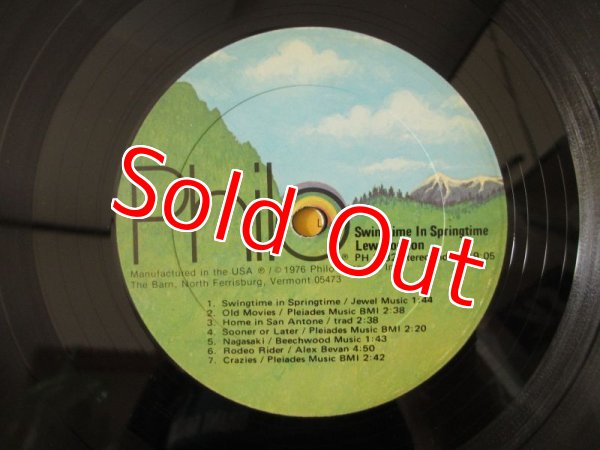 Sold Out
Philo
Swingtime In Springtime
Manufactured in the USA ℗ / © 1976 Philo
The Barn, North Ferrisburg, Vermont 05473
1. Swingtime in Springtime / Jewel Music 1:44
2. Old Movies / Pleiades Music BMI 2:38
3. Home in San Antone / trad 2:38
4. Sooner or Later / Pleiades Music BMI 2:20
5. Nagasaki / Beechwood Music 1:43
6. Rodeo Rider / Alex Bevan 4:50
7. Crazies / Pleiades Music BMI 2:42